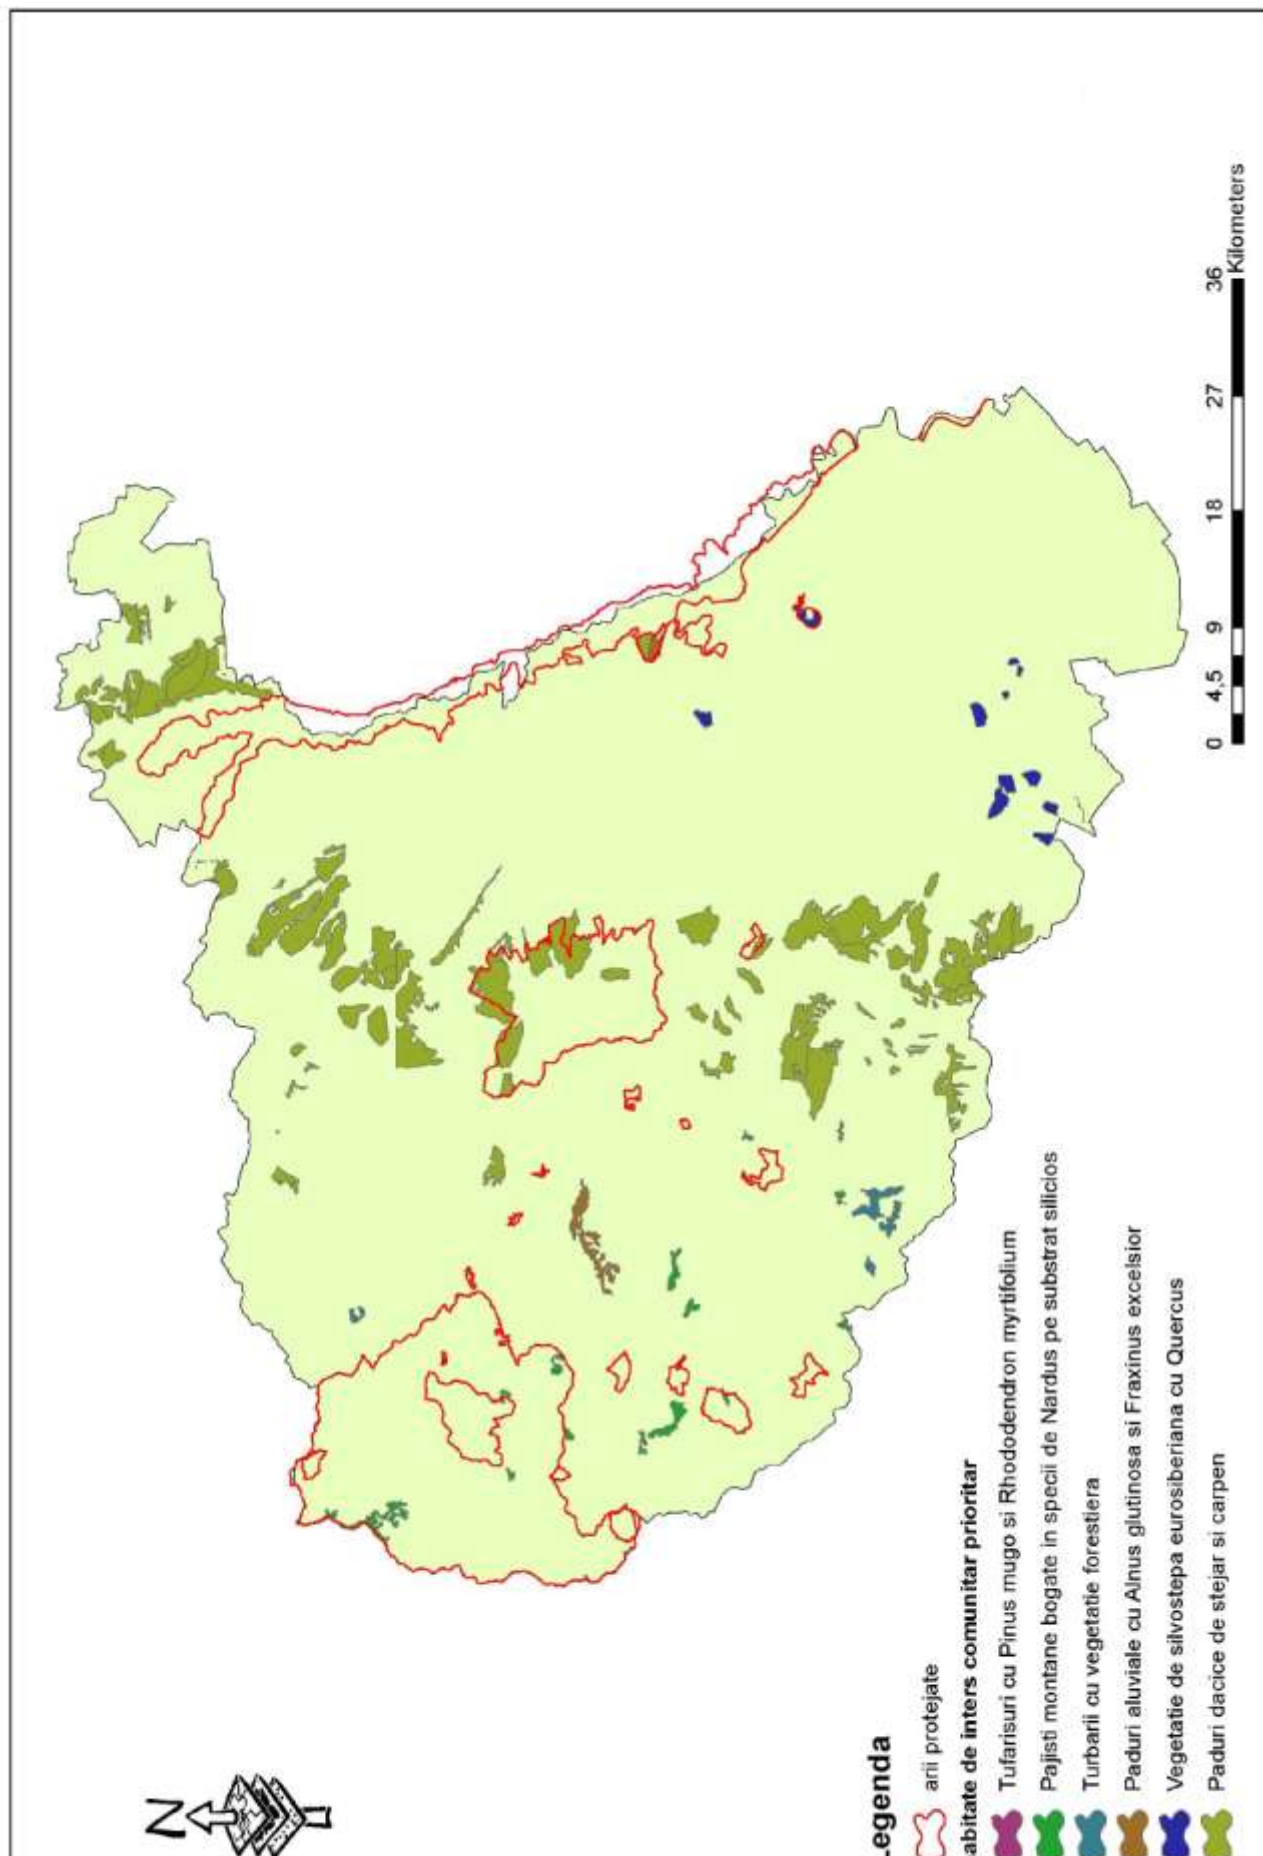 N
Legenda
arii protejate
abitate de inters comunitar prioritar
Tufarisuri cu Pinus mugo si Rhododendron myrtifolium
Pajisti montane bogate in specii de Nardus pe substrat silicios
Turbarii cu vegetatie forestiera
Paduri aluviale cu Alnus glutinosa si Fraxinus excelsior
Vegetatie de silvostepa eurosiberiana cu Quercus
Paduri dacice de stejar si carpen
0 4,5 9 18 27 36
Kilometers